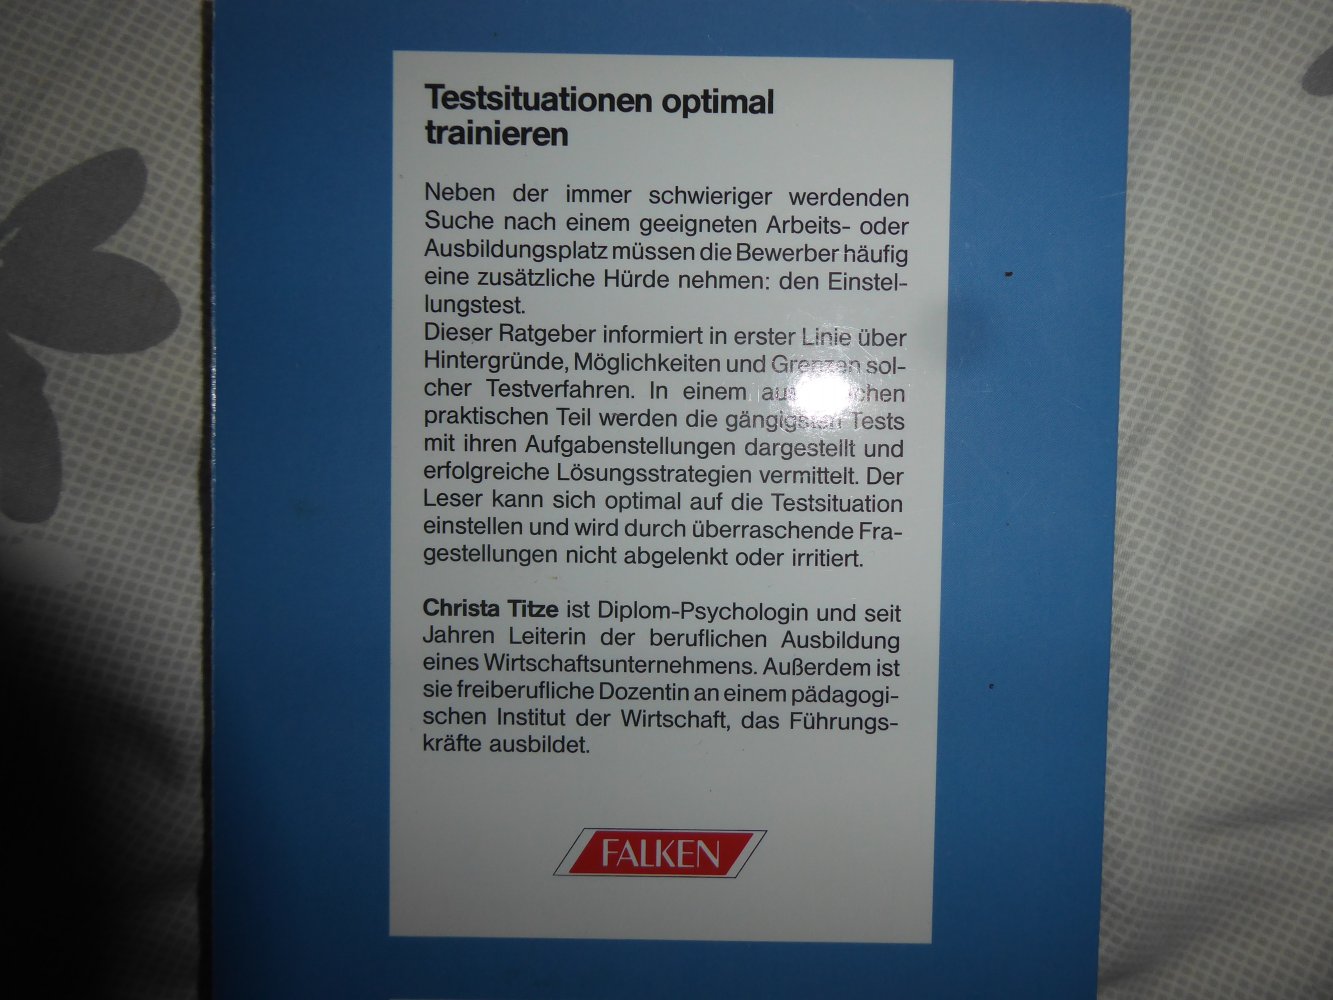 Testsituationen optimal
trainieren
Neben der immer schwieriger werdenden
Suche nach einem geeigneten Arbeits- oder
Ausbildungsplatz müssen die Bewerber häufig
eine zusätzliche Hürde nehmen: den Einstel-
lungstest.
Dieser Ratgeber informiert in erster Linie über
Hintergründe, Möglichkeiten und Grenzen sol-
cher Testverfahren. In einem
praktischen Teil werden die gängigsten Tests
mit ihren Aufgabenstellungen dargestellt und
erfolgreiche Lösungsstrategien vermittelt. Der
Leser kann sich optimal auf die Testsituation
einstellen und wird durch überraschende Fra-
gestellungen nicht abgelenkt oder irritiert.
Christa Titze ist Diplom-Psychologin und seit
Jahren Leiterin der beruflichen Ausbildung
eines Wirtschaftsunternehmens. Außerdem ist
sie freiberufliche Dozentin an einem pädagogi-
schen Institut der Wirtschaft, das Führungs-
kräfte ausbildet.
FALKEN